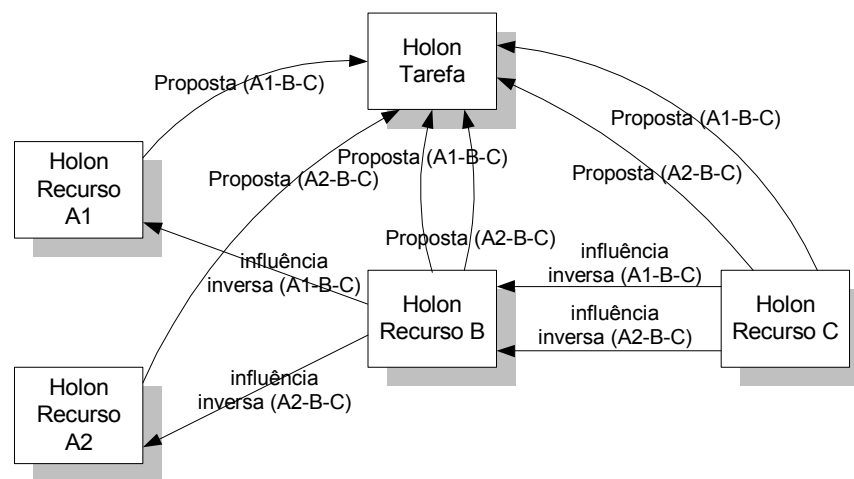 Holon
Tarefa
Proposta (A1-B-C)
Proposta (A1-B-C)
Holon
Recurso
A1
Proposta (A1-B-C)
Proposta (A2-B-C)
Proposta (A2-B-C)
Proposta (A2-B-C)
influência
inversa (A1-B-C)
influência
inversa (A1-B-C)
Holon
Recurso B
Holon
Recurso C
influência
inversa (A2-B-C)
influência
inversa (A2-B-C)
Holon
Recurso
A2